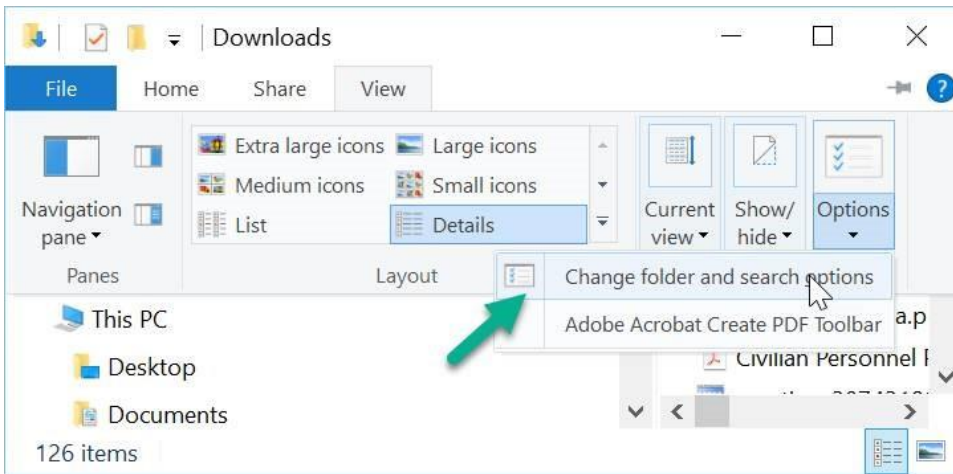 Downloads
File Home Share View
?
Extra large icons Large icons
Medium icons Small icons
List Details
Navigation
pane
Current
view
Show/
hide
Options
Panes
Layout
Change folder and search options
Adobe Acrobat Create PDF Toolbar
This PC
a.p
Desktop
Civilian Personnel
Documents
126 items